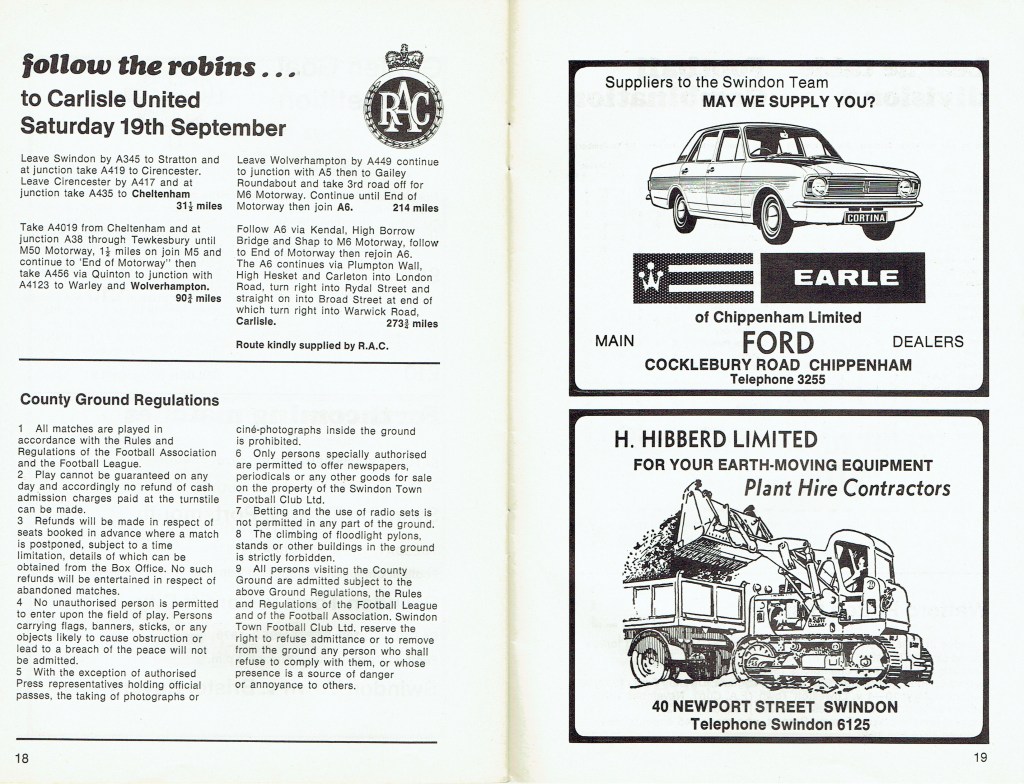 follow the robins . . .
to Carlisle United
Saturday 19th September
RAC
Leave Swindon by A345 to Stratton and
at junction take A419 to Cirencester.
Leave Cirencester by A417 and at
junction take A435 to Cheltenham
31½ miles
Take A4019 from Cheltenham and at
junction A38 through Tewkesbury until
M50 Motorway, 1½ miles on join M5 and
continue to 'End of Motorway" then
take A456 via Quinton to junction with
A4123 to Warley and Wolverhampton.
90¾ miles
Leave Wolverhampton by A449 continue
to junction with A5 then to Gailey
Roundabout and take 3rd road off for
M6 Motorway. Continue until End of
Motorway then join A6. 214 miles
Follow A6 via Kendal, High Borrow
Bridge and Shap to M6 Motorway, follow
to End of Motorway then rejoin A6.
The A6 continues via Plumpton Wall,
High Hesket and Carleton into London
Road, turn right into Rydal Street and
straight on into Broad Street at end of
which turn right into Warwick Road,
Carlisle. 273¾ miles
Route kindly supplied by R.A.C.
County Ground Regulations
1 All matches are played in
accordance with the Rules and
Regulations of the Football Association
and the Football League.
2 Play cannot be guaranteed on any
day and accordingly no refund of cash
admission charges paid at the turnstile
can be made.
3 Refunds will be made in respect of
seats booked in advance where a match
is postponed, subject to a time
limitation, details of which can be
obtained from the Box Office. No such
refunds will be entertained in respect of
abandoned matches.
4 No unauthorised person is permitted
to enter upon the field of play. Persons
carrying flags, banners, sticks, or any
objects likely to cause obstruction or
lead to a breach of the peace will not
be admitted.
5 With the exception of authorised
Press representatives holding official
passes, the taking of photographs or
ciné-photographs inside the ground
is prohibited.
6 Only persons specially authorised
are permitted to offer newspapers,
periodicals or any other goods for sale
on the property of the Swindon Town
Football Club Ltd.
7 Betting and the use of radio sets is
not permitted in any part of the ground.
8 The climbing of floodlight pylons,
stands or other buildings in the ground
is strictly forbidden.
9 All persons visiting the County
Ground are admitted subject to the
above Ground Regulations, the Rules
and Regulations of the Football League
and of the Football Association. Swindon
Town Football Club Ltd. reserve the
right to refuse admittance or to remove
from the ground any person who shall
refuse to comply with them, or whose
presence is a source of danger
or annoyance to others.
18
Suppliers to the Swindon Team
MAY WE SUPPLY YOU?
CORTINA
EARLE
of Chippenham Limited
MAIN FORD DEALERS
COCKLEBURY ROAD CHIPPENHAM
Telephone 3255
H. HIBBERD LIMITED
FOR YOUR EARTH-MOVING EQUIPMENT
Plant Hire Contractors
40 NEWPORT STREET SWINDON
Telephone Swindon 6125
19